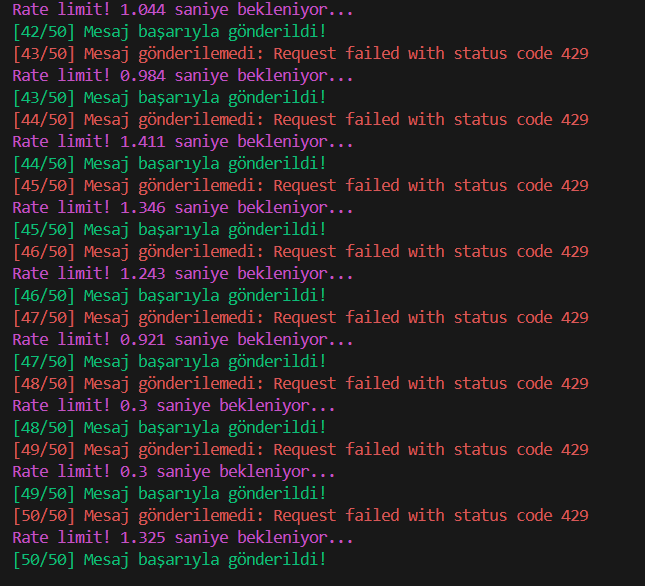 Rate limit! 1.044 saniye bekleniyor...
[42/50] Mesaj başarıyla gönderildi!
[43/50] Mesaj gönderilemedi: Request failed with status code 429
Rate limit! 0.984 saniye bekleniyor...
[43/50] Mesaj başarıyla gönderildi!
[44/50] Mesaj gönderilemedi: Request failed with status code 429
Rate limit! 1.411 saniye bekleniyor...
[44/50] Mesaj başarıyla gönderildi!
[45/50] Mesaj gönderilemedi: Request failed with status code 429
Rate limit! 1.346 saniye bekleniyor...
[45/50] Mesaj başarıyla gönderildi!
[46/50] Mesaj gönderilemedi: Request failed with status code 429
Rate limit! 1.243 saniye bekleniyor...
[46/50] Mesaj başarıyla gönderildi!
[47/50] Mesaj gönderilemedi: Request failed with status code 429
Rate limit! 0.921 saniye bekleniyor...
[47/50] Mesaj başarıyla gönderildi!
[48/50] Mesaj gönderilemedi: Request failed with status code 429
Rate limit! 0.3 saniye bekleniyor...
[48/50] Mesaj başarıyla gönderildi!
[49/50] Mesaj gönderilemedi: Request failed with status code 429
Rate limit! 0.3 saniye bekleniyor...
[49/50] Mesaj başarıyla gönderildi!
[50/50] Mesaj gönderilemedi: Request failed with status code 429
Rate limit! 1.325 saniye bekleniyor...
[50/50] Mesaj başarıyla gönderildi!